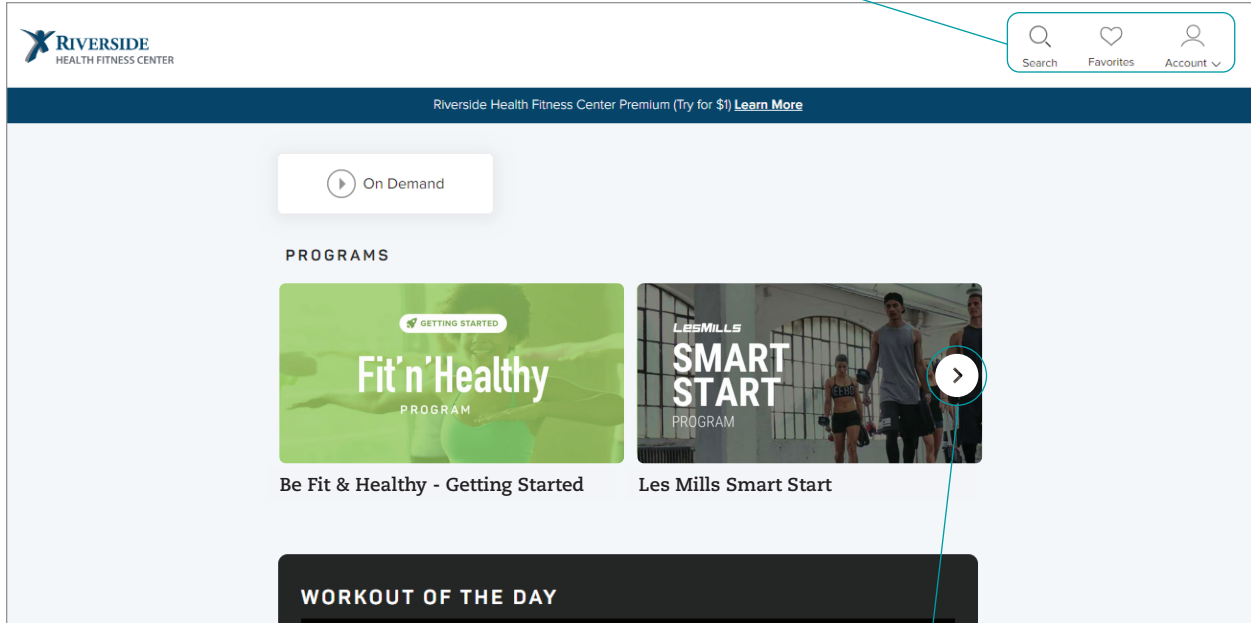 RIVERSIDE
HEALTH FITNESS CENTER
Search
Favorites
Account
Riverside Health Fitness Center Premium (Try for $1) Learn More
On Demand
PROGRAMS
GETTING STARTED
Fit'n'Healthy
PROGRAM
LesMILLS
SMART
START
PROGRAM
Be Fit & Healthy - Getting Started
Les Mills Smart Start
WORKOUT OF THE DAY